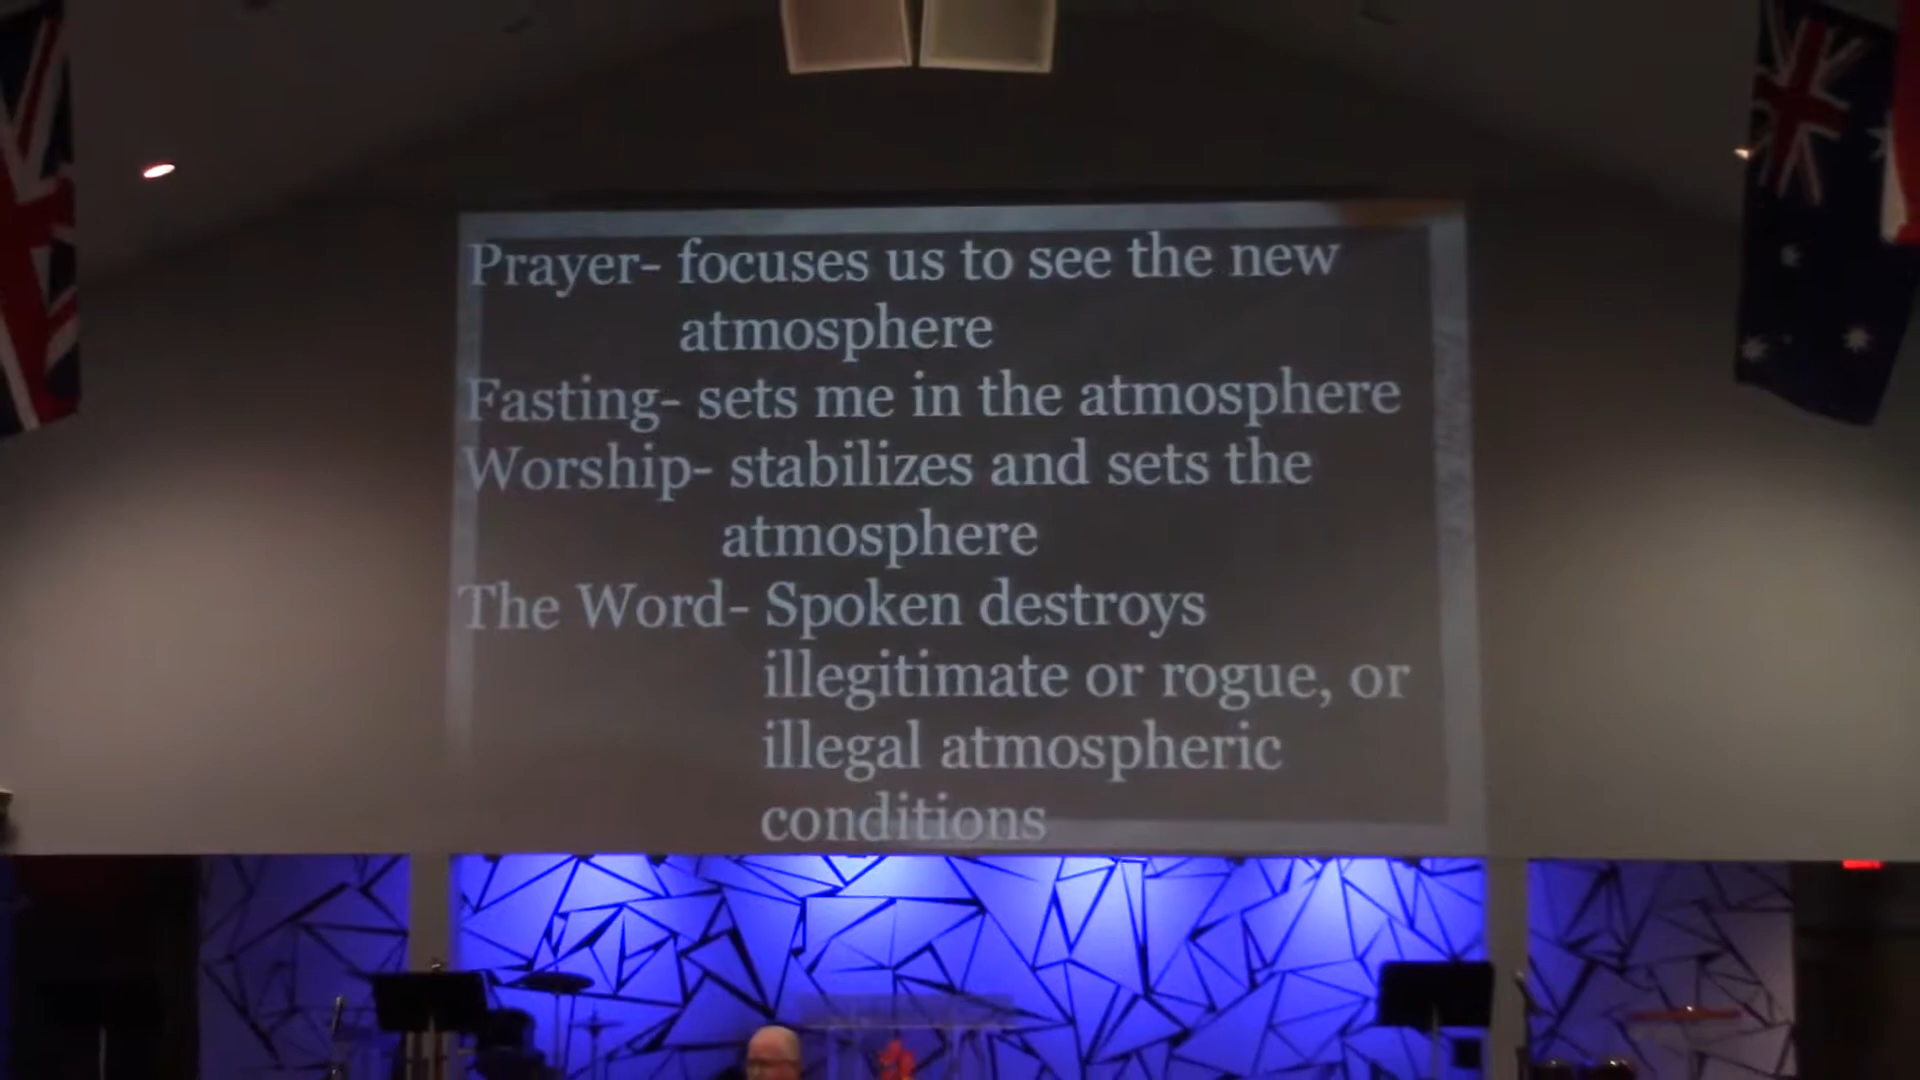 Prayer- focuses us to see the new
atmosphere
Fasting- sets me in the atmosphere
Worship- stabilizes and sets the
atmosphere
The Word- Spoken destroys
illegitimate or rogue, or
illegal atmospheric
conditions